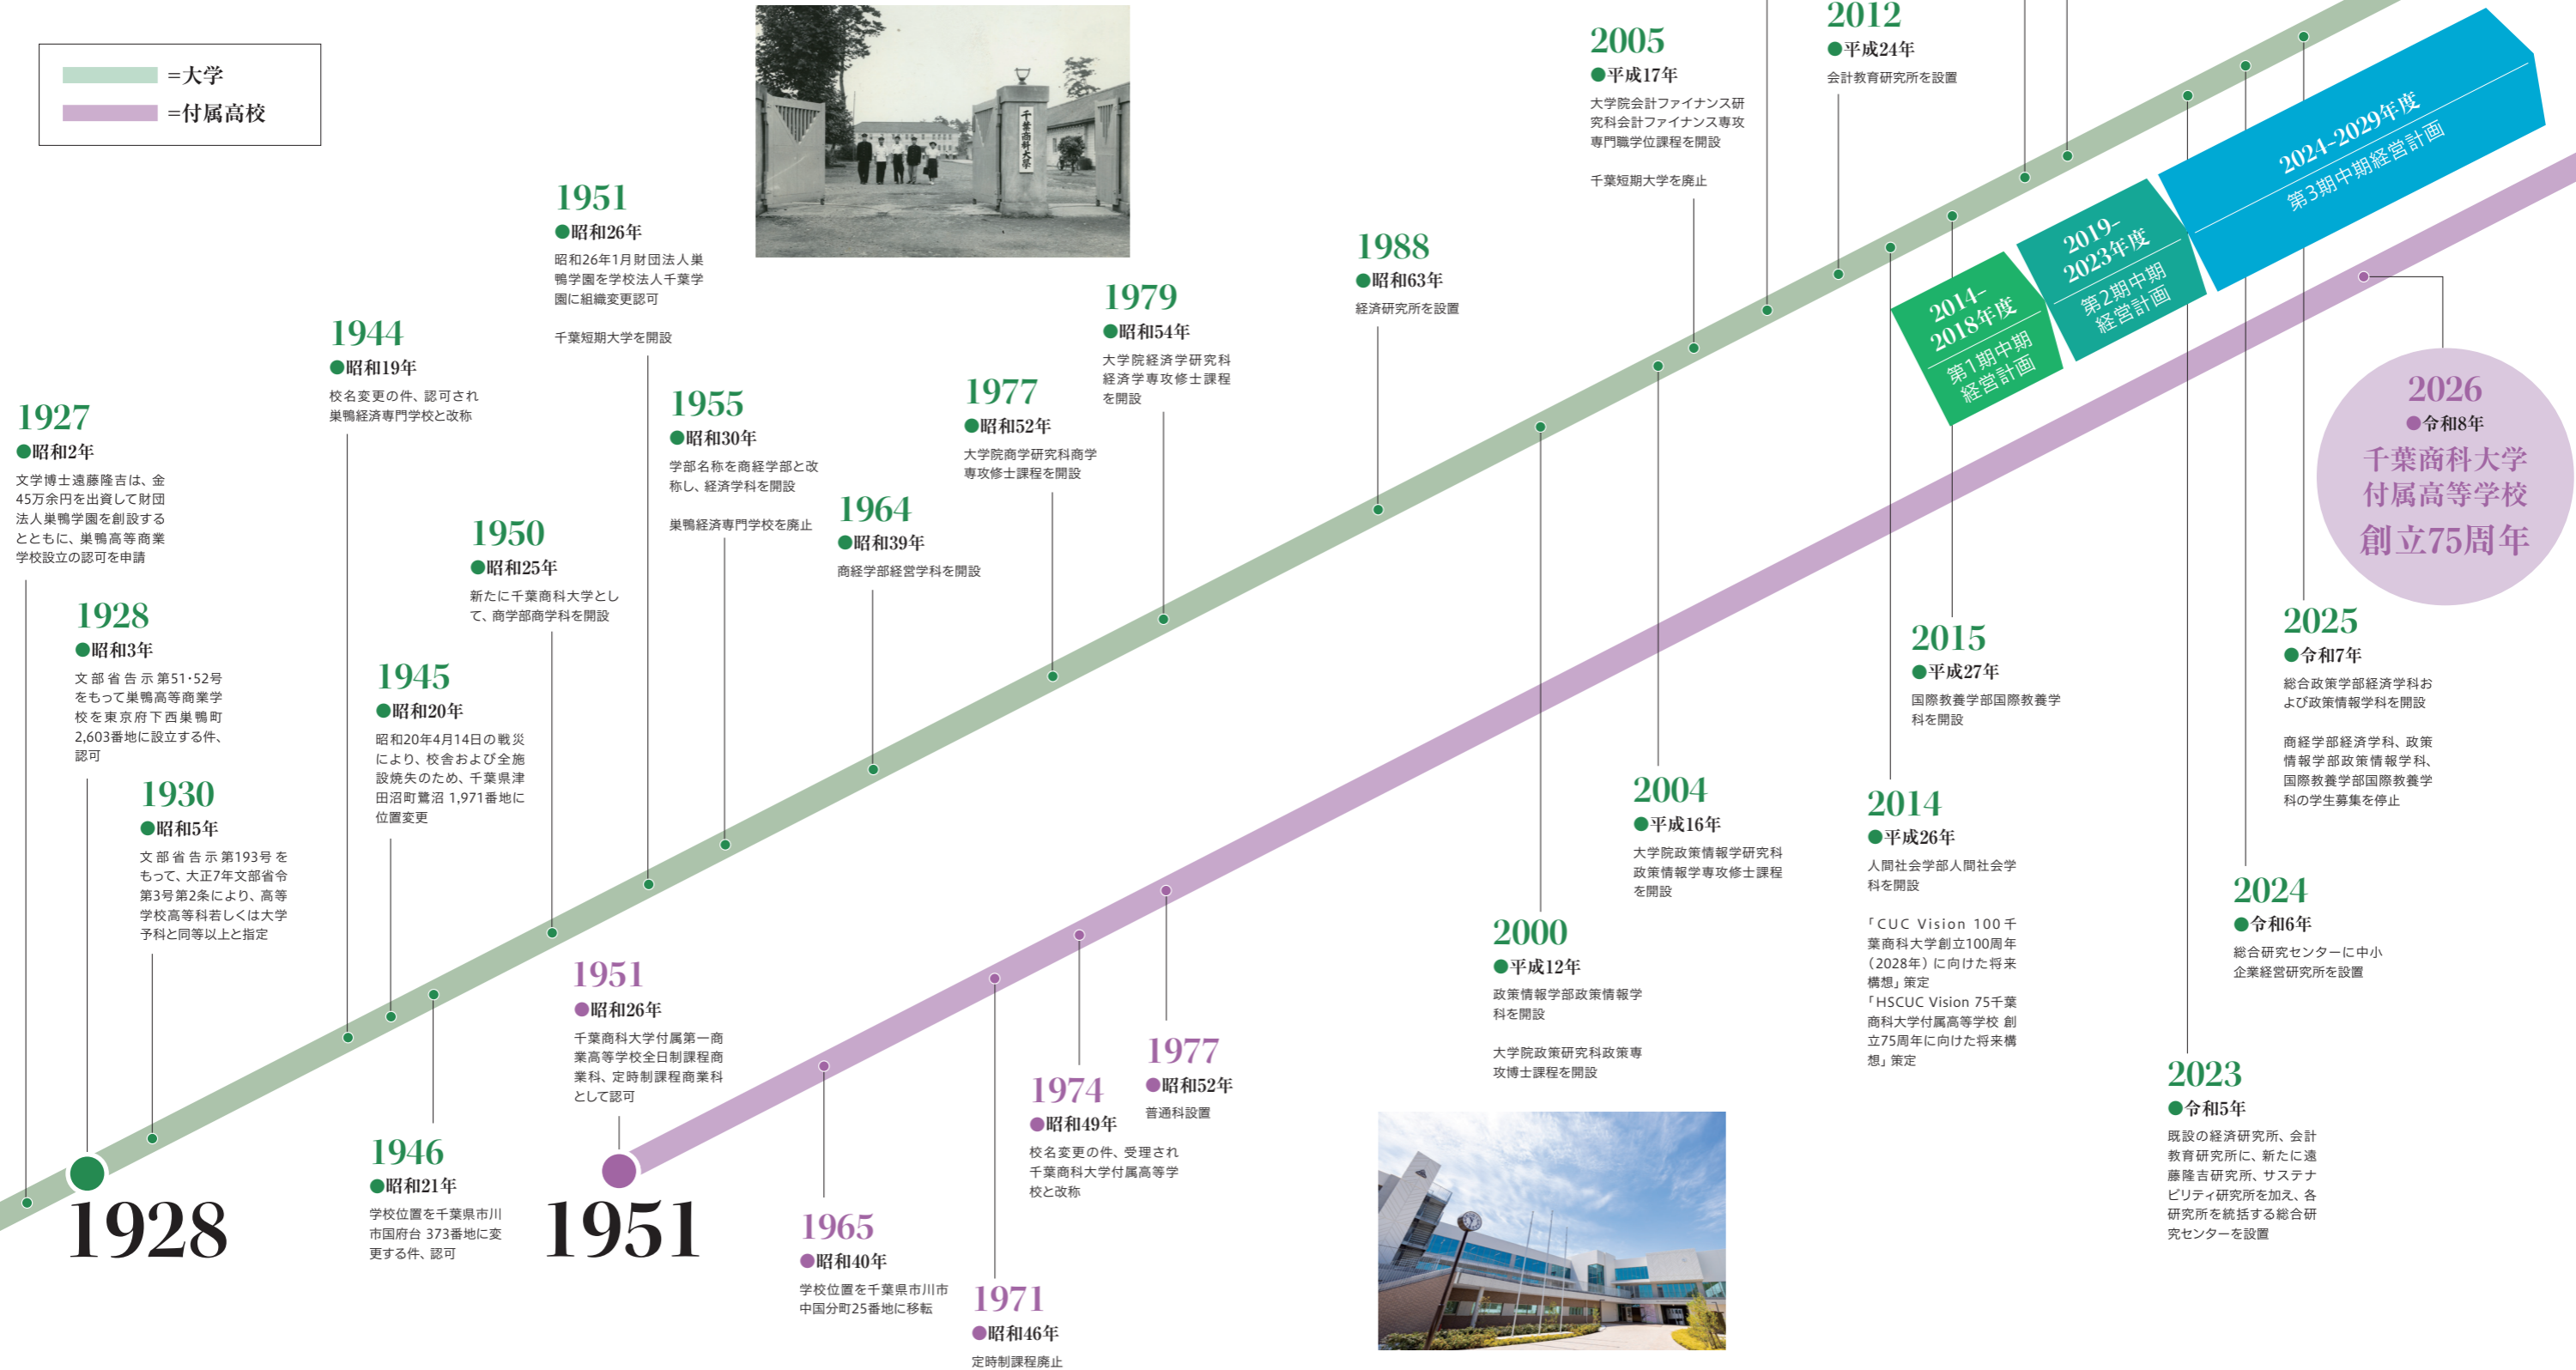 =大学
=付属高校
1927
●昭和2年
文学博士遠藤隆吉は、金
45万余円を出資して財団
法人巣鴨学園を創設する
とともに、巣鴨高等商業
学校設立の認可を申請
1928
●昭和3年
文部省告示第51・52号
をもって巣鴨高等商業学
校を東京府下西巣鴨町
2,603番地に設立する件、
認可
1930
●昭和5年
文部省告示第193号を
もって、大正7年文部省令
第3号第2条により、高等
学校高等科若しくは大学
予科と同等以上と指定
1928
1944
●昭和19年
校名変更の件、認可され
巣鴨経済専門学校と改称
1945
●昭和20年
昭和20年4月14日の戦災
により、校舎および全施
設焼失のため、千葉県津
田沼町鷺沼 1,971番地に
位置変更
1946
●昭和21年
学校位置を千葉県市川
市国府台 373番地に変
更する件、認可
1950
●昭和25年
新たに千葉商科大学とし
て、商学部商学科を開設
1951
●昭和26年
昭和26年1月財団法人巣
鴨学園を学校法人千葉学
園に組織変更認可
千葉短期大学を開設
1955
●昭和30年
学部名称を商経学部と改
称し、経済学科を開設
巣鴨経済専門学校を廃止
1964
●昭和39年
商経学部経営学科を開設
1977
●昭和52年
大学院商学研究科商学
専攻修士課程を開設
1979
●昭和54年
大学院経済学研究科
経済学専攻修士課程
を開設
千葉商科大學
1988
●昭和63年
経済研究所を設置
2000
●平成12年
政策情報学部政策情報学
科を開設
大学院政策研究科政策専
攻博士課程を開設
2004
●平成16年
大学院政策情報学研究科
政策情報学専攻修士課程
を開設
2005
●平成17年
大学院会計ファイナンス研
究科会計ファイナンス専攻
専門職学位課程を開設
千葉短期大学を廃止
2012
●平成24年
会計教育研究所を設置
2014
●平成26年
人間社会学部人間社会学
科を開設
「CUC Vision 100千
葉商科大学創立100周年
（2028年）に向けた将来
構想」策定
「HSCUC Vision 75千葉
商科大学付属高等学校 創
立75周年に向けた将来構
想」策定
2015
●平成27年
国際教養学部国際教養学
科を開設
2023
●令和5年
既設の経済研究所、会計
教育研究所に、新たに遠
藤隆吉研究所、サステナ
ビリティ研究所を加え、各
研究所を統括する総合研
究センターを設置
2024
●令和6年
総合研究センターに中小
企業経営研究所を設置
2025
●令和7年
総合政策学部経済学科お
よび政策情報学科を開設
商経学部経済学科、政策
情報学部政策情報学科、
国際教養学部国際教養学
科の学生募集を停止
2014–
2018年度
第1期中期
経営計画
2019–
2023年度
第2期中期
経営計画
2024–2029年度
第3期中期経営計画
1951
●昭和26年
千葉商科大学付属第一商
業高等学校全日制課程商
業科、定時制課程商業科
として認可
1951
1965
●昭和40年
学校位置を千葉県市川市
中国分町25番地に移転
1971
●昭和46年
定時制課程廃止
1974
●昭和49年
校名変更の件、受理され
千葉商科大学付属高等学
校と改称
1977
●昭和52年
普通科設置
2026
●令和8年
千葉商科大学
付属高等学校
創立75周年